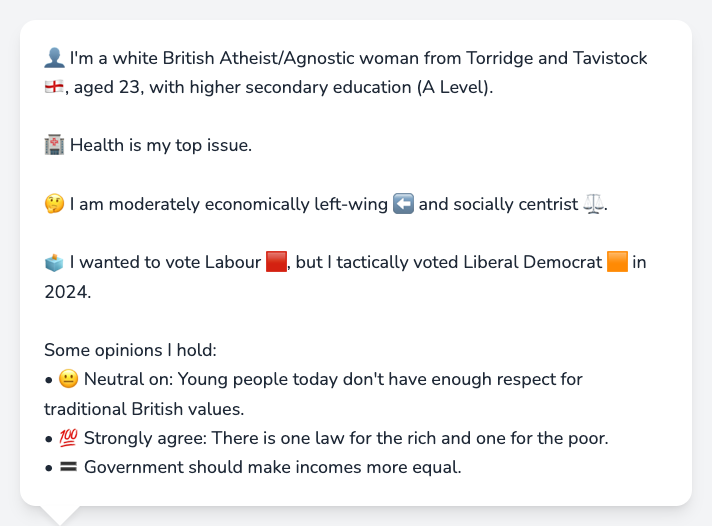 👤 I'm a white British Atheist/Agnostic woman from Torridge and Tavistock
🏴󠁧󠁢󠁥󠁮󠁧󠁿, aged 23, with higher secondary education (A Level).
🏥 Health is my top issue.
🤔 I am moderately economically left-wing ⬅️ and socially centrist ⚖️.
🗳️ I wanted to vote Labour 🟥, but I tactically voted Liberal Democrat 🟧 in
2024.
Some opinions I hold:
• 😐 Neutral on: Young people today don't have enough respect for
traditional British values.
• 💯 Strongly agree: There is one law for the rich and one for the poor.
• 🟰 Government should make incomes more equal.